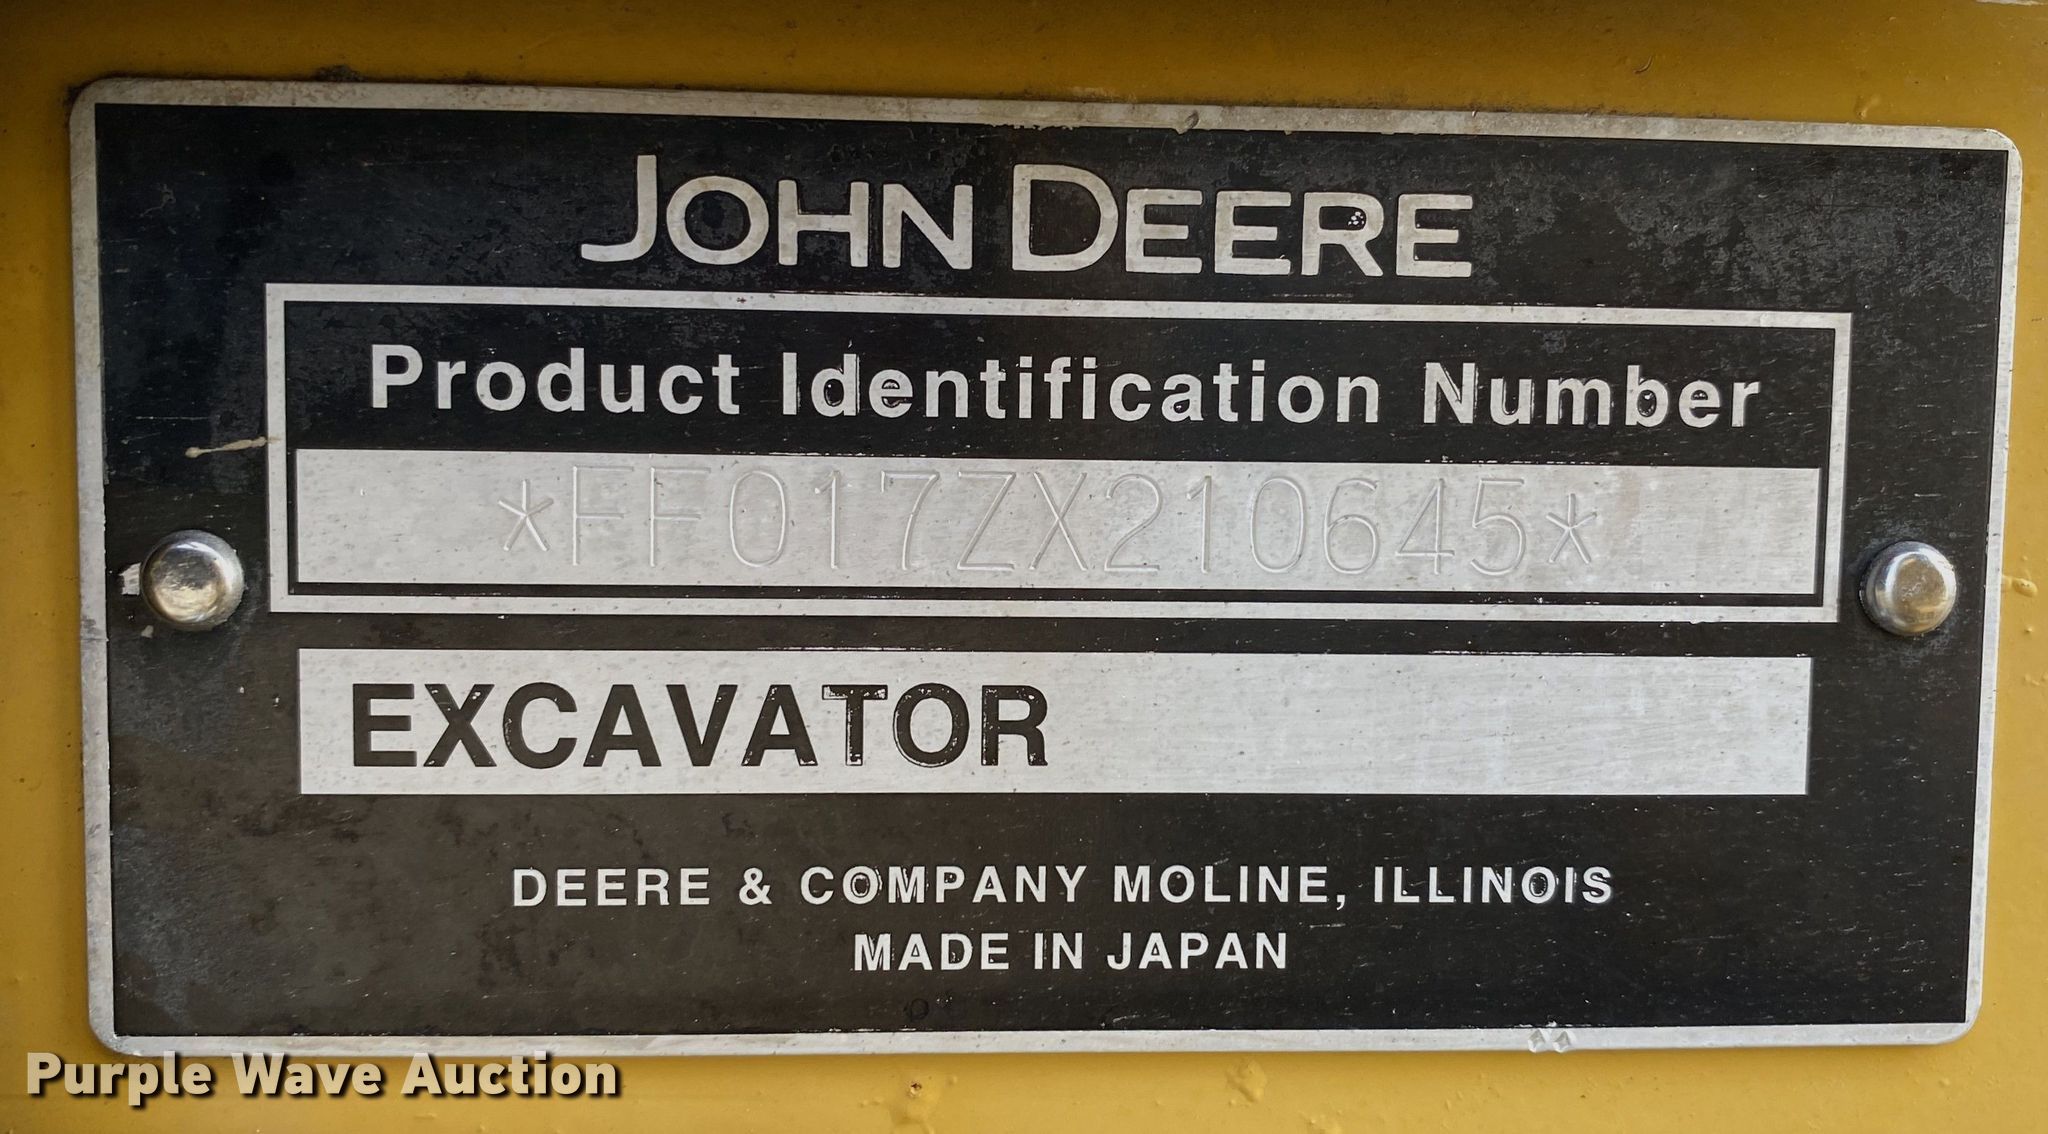 JOHN DEERE
Product Identification Number
*FF017ZX210645*
EXCAVATOR
DEERE & COMPANY MOLINE, ILLINOIS
MADE IN JAPAN
Purple Wave Auction